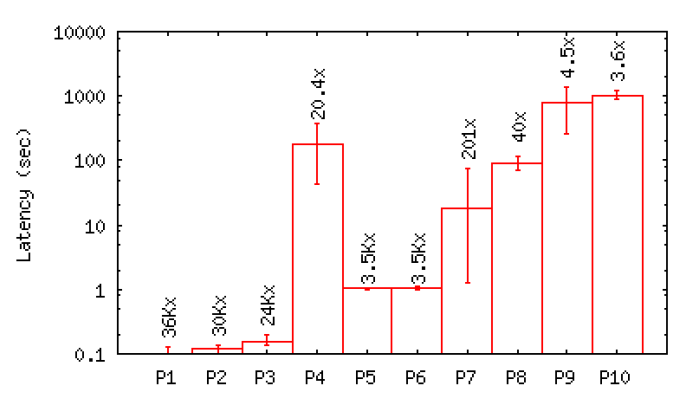 10000
1000
100
10
1
0.1
Latency (sec)
36Kx
30Kx
24Kx
20.4x
3.5Kx
3.5Kx
201x
40x
4.5x
3.6x
P1 P2 P3 P4 P5 P6 P7 P8 P9 P10